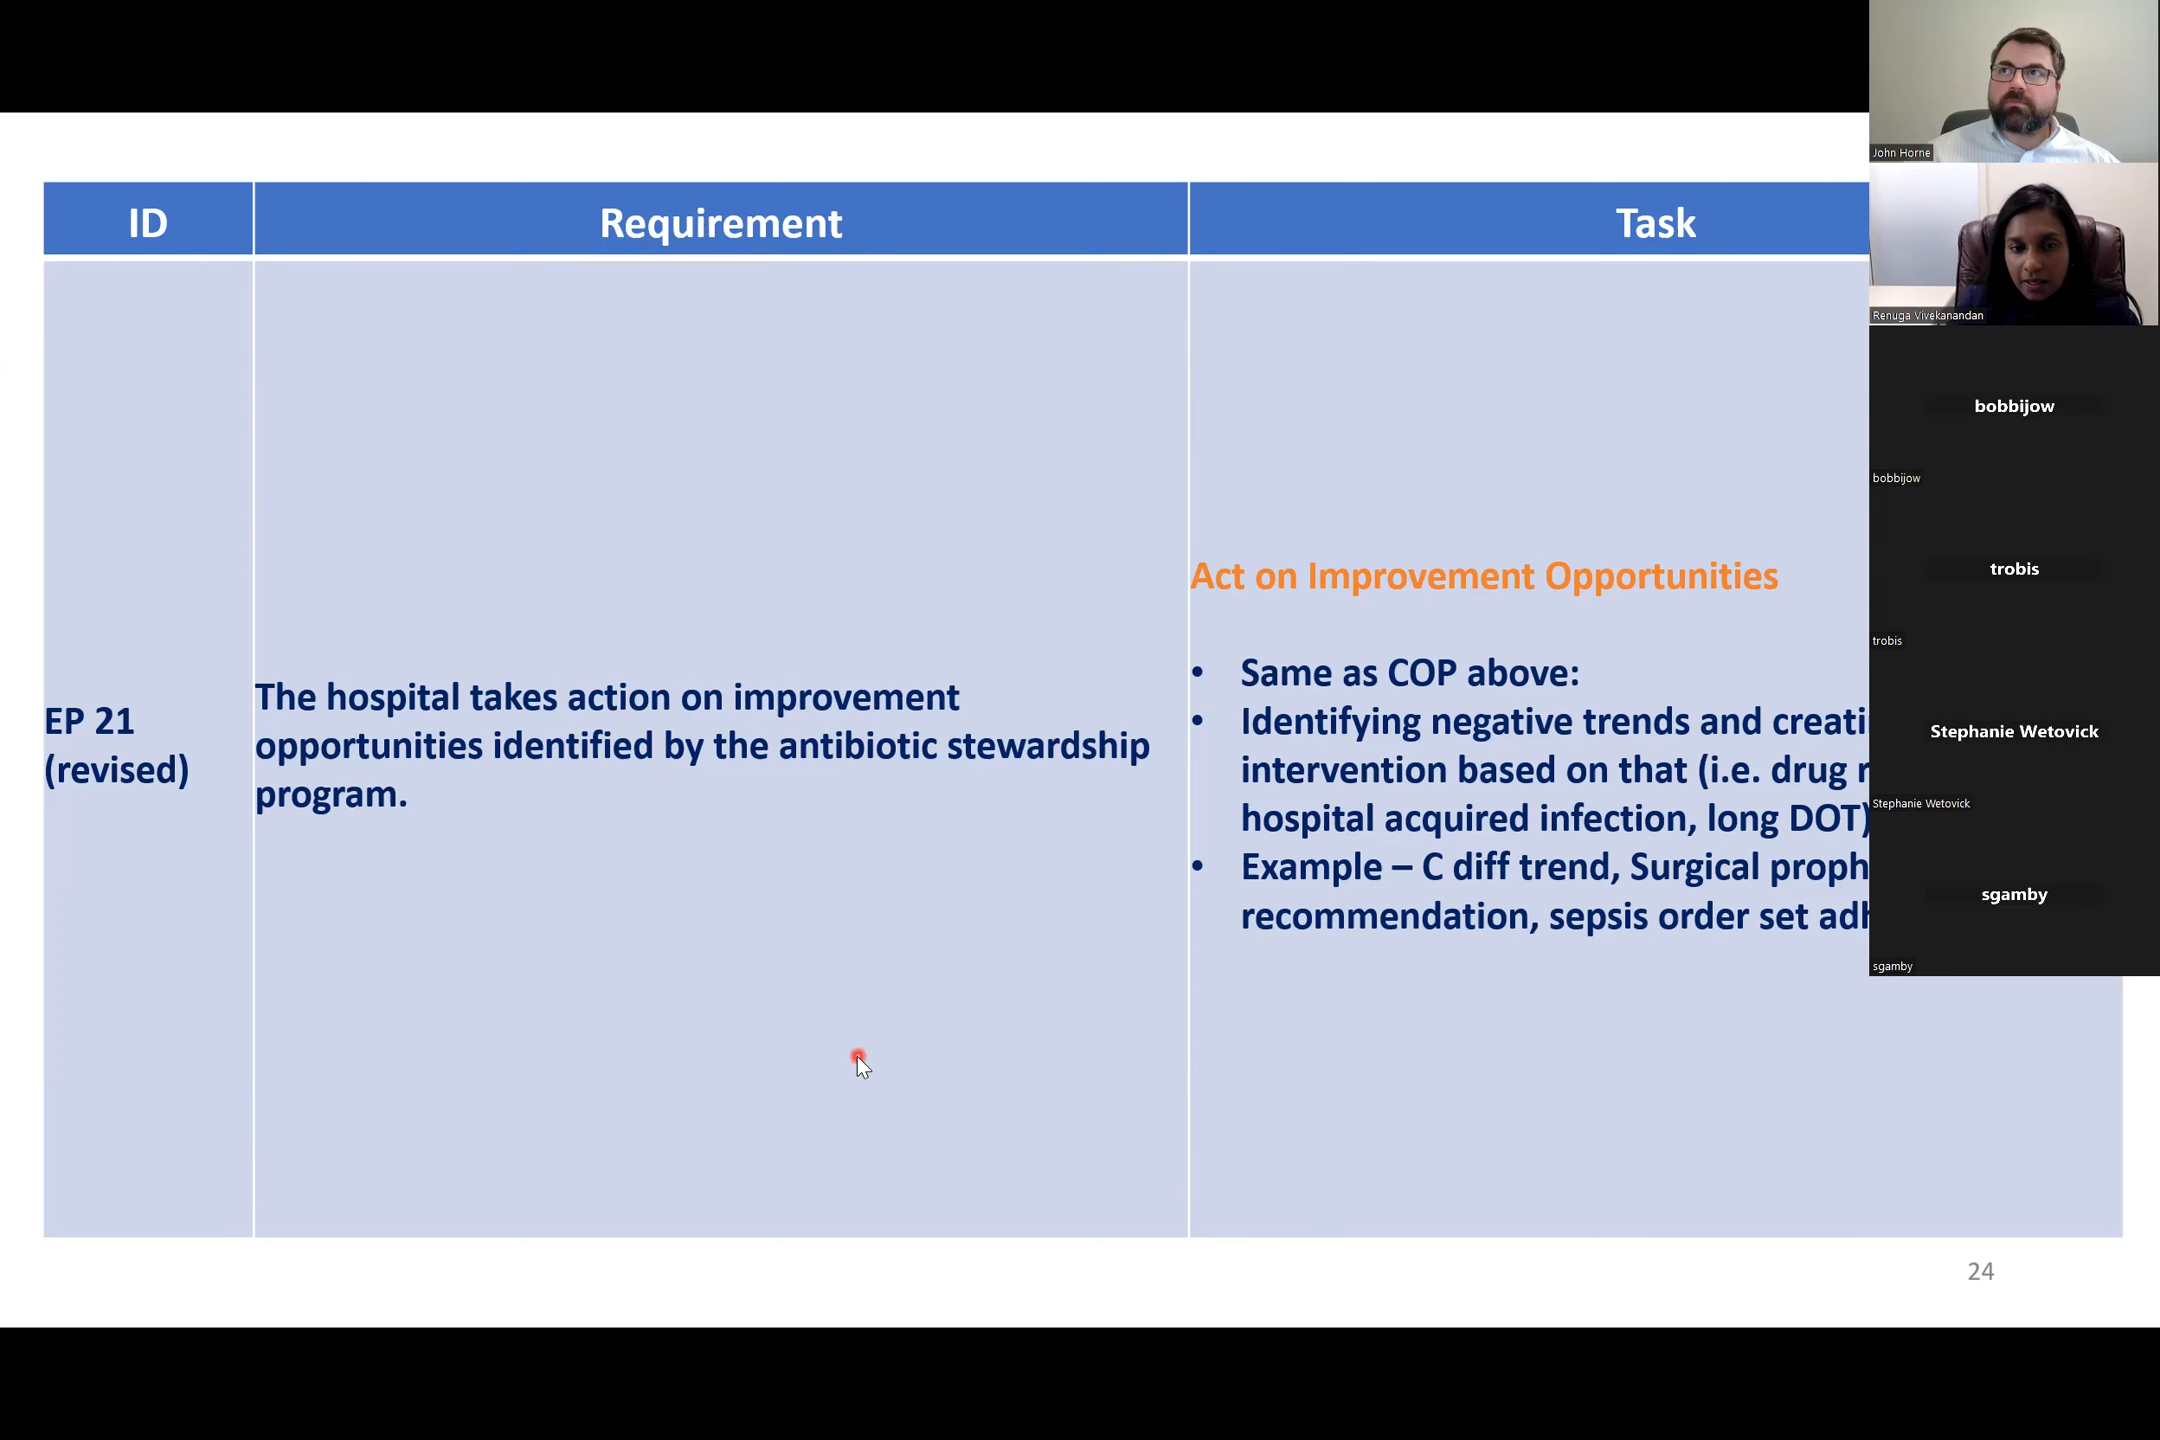 ID
Requirement
Task
EP 21
(revised)
The hospital takes action on improvement
opportunities identified by the antibiotic stewardship
program.
Act on Improvement Opportunities
• Same as COP above:
• Identifying negative trends and creati
intervention based on that (i.e. drug r
hospital acquired infection, long DOT)
• Example – C diff trend, Surgical proph
recommendation, sepsis order set adh
24
John Horne
Renuga Vivekanandan
bobbijow
bobbijow
trobis
trobis
Stephanie Wetovick
Stephanie Wetovick
sgamby
sgamby